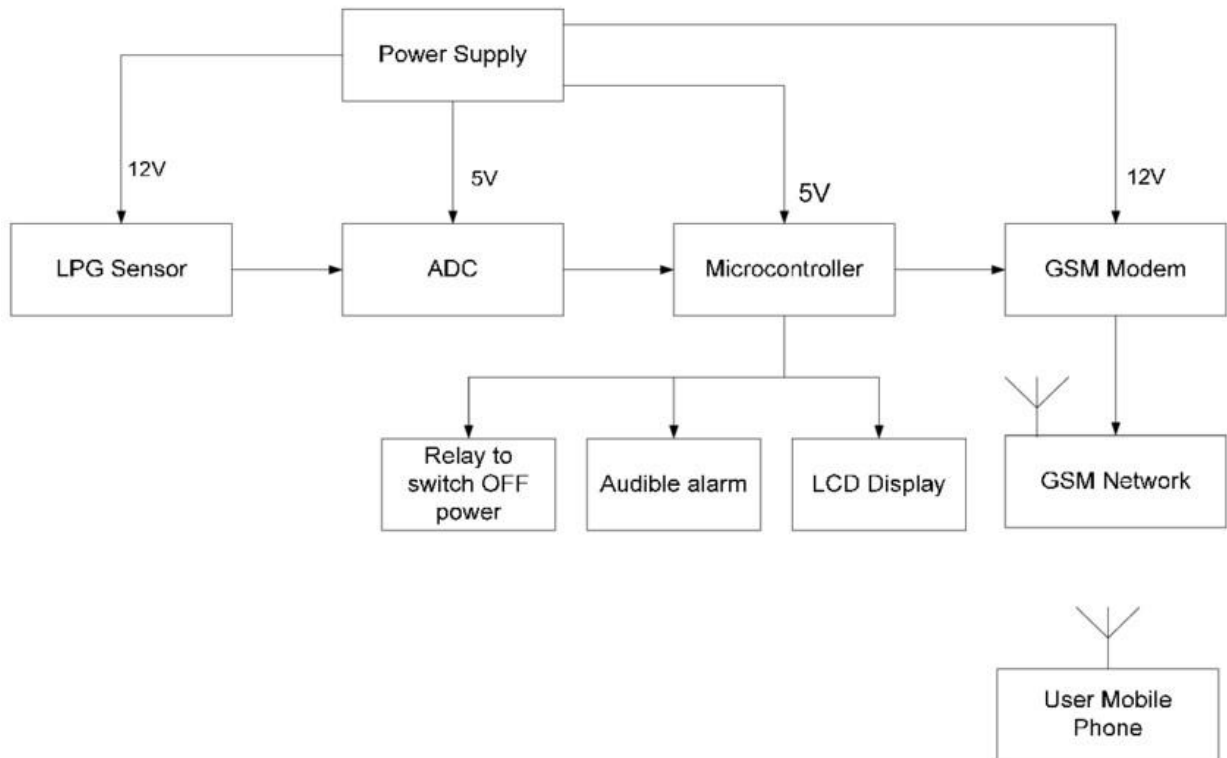 Power Supply
12V
5V
5V
12V
LPG Sensor
ADC
Microcontroller
GSM Modem
Relay to
switch OFF
power
Audible alarm
LCD Display
GSM Network
User Mobile
Phone